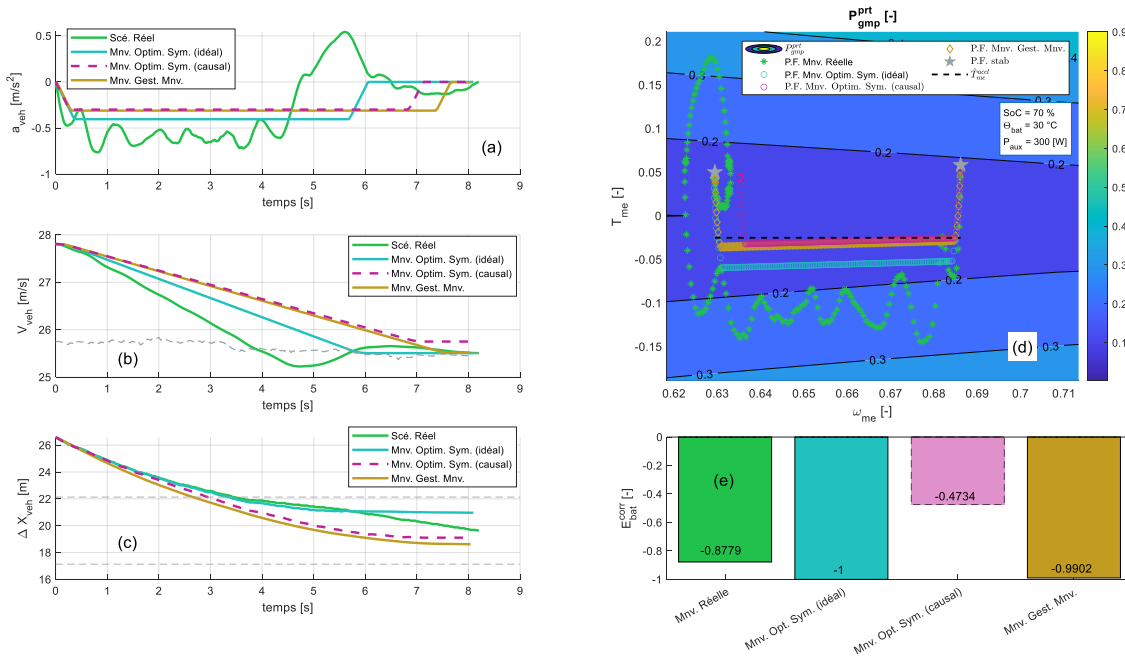 0.5
0
-0.5
-1
a_veh [m/s²]
Scé. Réel
Mnv. Optim. Sym. (idéal)
Mnv. Optim. Sym. (causal)
Mnv. Gest. Mnv.
(a)
0 1 2 3 4 5 6 7 8 9
temps [s]
28
27
26
25
V_veh [m/s]
Scé. Réel
Mnv. Optim. Sym. (idéal)
Mnv. Optim. Sym. (causal)
Mnv. Gest. Mnv.
(b)
0 1 2 3 4 5 6 7 8 9
temps [s]
26
24
22
20
18
16
Δ X_veh [m]
Scé. Réel
Mnv. Optim. Sym. (idéal)
Mnv. Optim. Sym. (causal)
Mnv. Gest. Mnv.
(c)
0 1 2 3 4 5 6 7 8 9
temps [s]
P_gmp^prt [-]
0.2
0.15
0.1
0.05
0
-0.05
-0.1
-0.15
T_me [-]
P_gmp^prt
P.F. Mnv. Réelle
P.F. Mnv. Optim. Sym. (idéal)
P.F. Mnv. Optim. Sym. (causal)
P.F. Mnv. Gest. Mnv.
P.F. stab
SoC = 70 %
Θ_bat = 30 °C
P_aux = 300 [W]
0.3
0.2
0.2
0.2
0.2
0.2
0.3
0.3
(d)
0.62 0.63 0.64 0.65 0.66 0.67 0.68 0.69 0.7 0.71
ω_me [-]
0.9
0.8
0.7
0.6
0.5
0.4
0.3
0.2
0.1
0
-0.2
-0.4
-0.6
-0.8
-1
E_bat^corr [-]
(e)
-0.8779
-1
-0.4734
-0.9902
Mnv. Réelle
Mnv. Opt. Sym. (idéal)
Mnv. Opt. Sym. (causal)
Mnv. Gest. Mnv.